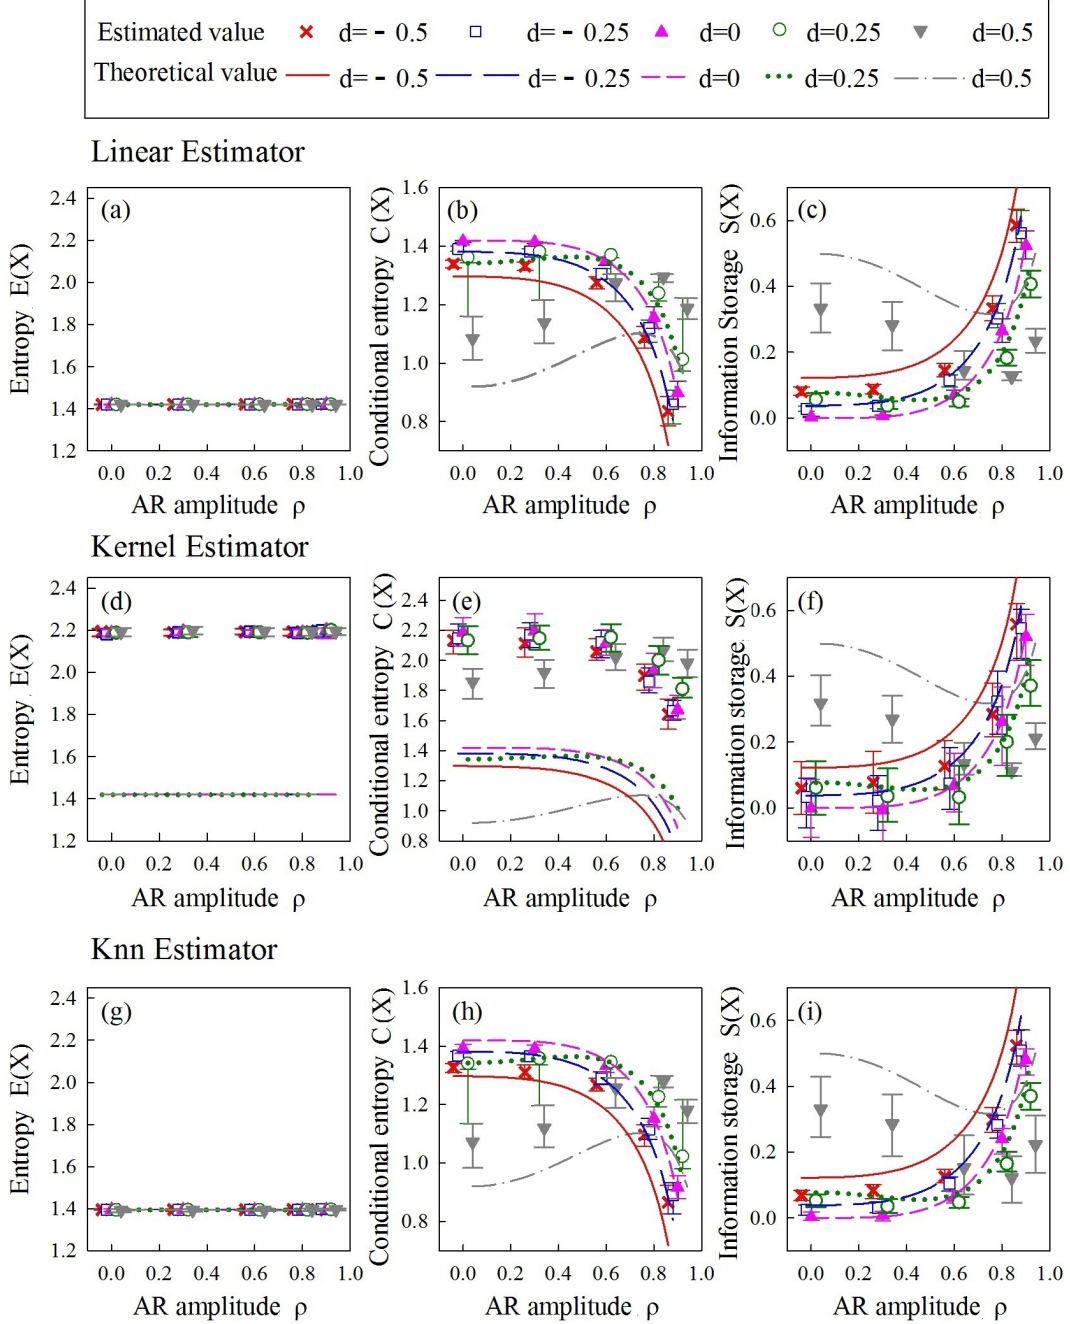 Estimated value d= - 0.5 d= - 0.25 d=0 d=0.25 d=0.5
Theoretical value d= - 0.5 d= - 0.25 d=0 d=0.25 d=0.5
Linear Estimator
(a)
Entropy E(X)
2.4
2.2
2.0
1.8
1.6
1.4
1.2
0.0 0.2 0.4 0.6 0.8 1.0
AR amplitude ρ
(b)
Conditional entropy C(X)
1.6
1.4
1.2
1.0
0.8
0.0 0.2 0.4 0.6 0.8 1.0
AR amplitude ρ
(c)
Information Storage S(X)
0.6
0.4
0.2
0.0
0.0 0.2 0.4 0.6 0.8 1.0
AR amplitude ρ
Kernel Estimator
(d)
Entropy E(X)
2.4
2.2
2.0
1.8
1.6
1.4
1.2
0.0 0.2 0.4 0.6 0.8 1.0
AR amplitude ρ
(e)
Conditional entropy C(X)
2.4
2.2
2.0
1.8
1.6
1.4
1.2
1.0
0.8
0.0 0.2 0.4 0.6 0.8 1.0
AR amplitude ρ
(f)
Information storage S(X)
0.6
0.4
0.2
0.0
0.0 0.2 0.4 0.6 0.8 1.0
AR amplitude ρ
Knn Estimator
(g)
Entropy E(X)
2.4
2.2
2.0
1.8
1.6
1.4
1.2
0.0 0.2 0.4 0.6 0.8 1.0
AR amplitude ρ
(h)
Conditional entropy C(X)
1.6
1.4
1.2
1.0
0.8
0.0 0.2 0.4 0.6 0.8 1.0
AR amplitude ρ
(i)
Information storage S(X)
0.6
0.4
0.2
0.0
0.0 0.2 0.4 0.6 0.8 1.0
AR amplitude ρ